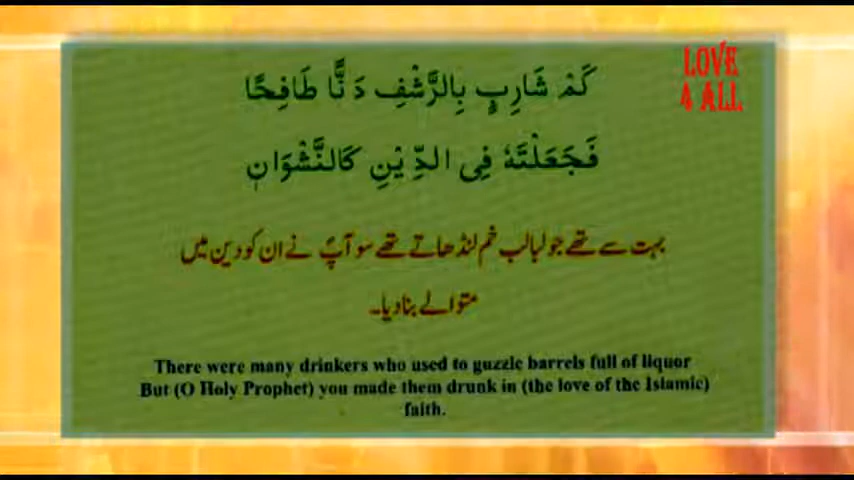 LOVE
4 ALL
كَمْ شَارِبٍ بِالرَّشْفِ دَنًّا طَافِحًا
فَجَعَلْتَهٗ فِى الدِّيْنِ كَالنَّشْوَانٖ
بہت سے تھے جو لبالب خم لنڈھاتے تھے سو آپؐ نے ان کو دین میں
متوالے بنا دیا۔
There were many drinkers who used to guzzle barrels full of liquor
But (O Holy Prophet) you made them drunk in (the love of the Islamic)
faith.